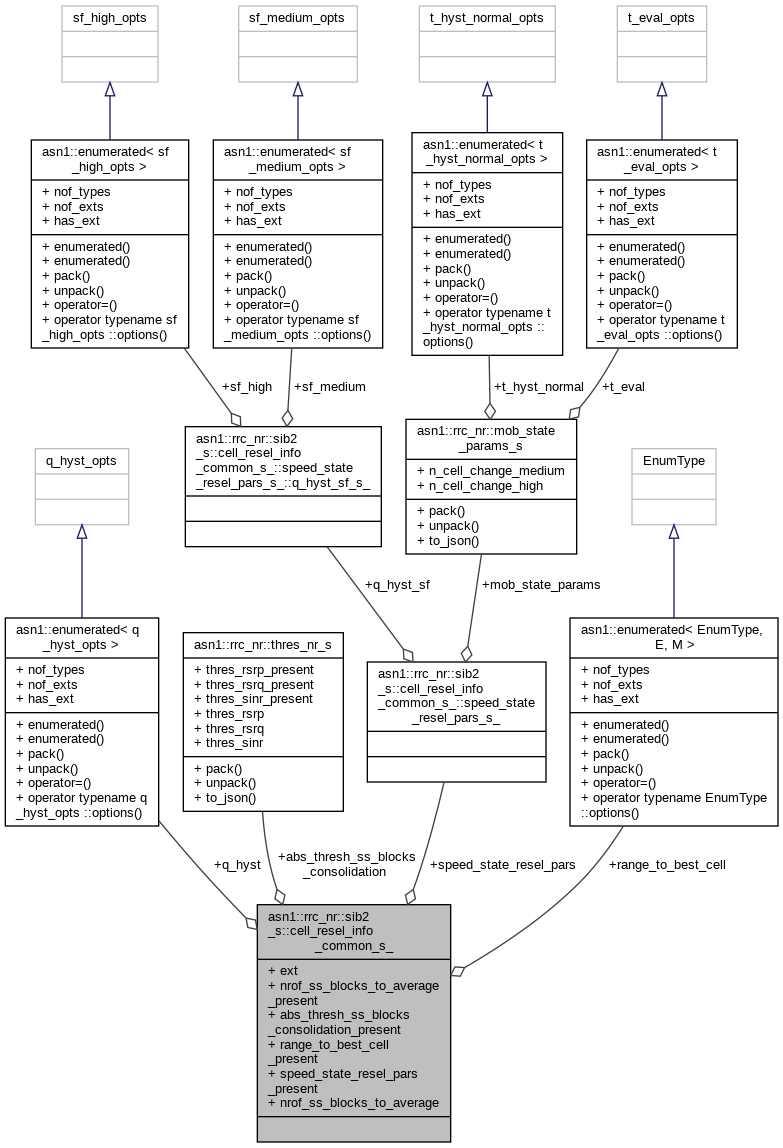 sf_high_opts
sf_medium_opts
t_hyst_normal_opts
t_eval_opts
asn1::enumerated< sf
_high_opts >
+ nof_types
+ nof_exts
+ has_ext
+ enumerated()
+ enumerated()
+ pack()
+ unpack()
+ operator=()
+ operator typename sf
_high_opts ::options()
asn1::enumerated< sf
_medium_opts >
+ nof_types
+ nof_exts
+ has_ext
+ enumerated()
+ enumerated()
+ pack()
+ unpack()
+ operator=()
+ operator typename sf
_medium_opts ::options()
asn1::enumerated< t
_hyst_normal_opts >
+ nof_types
+ nof_exts
+ has_ext
+ enumerated()
+ enumerated()
+ pack()
+ unpack()
+ operator=()
+ operator typename t
_hyst_normal_opts ::
options()
asn1::enumerated< t
_eval_opts >
+ nof_types
+ nof_exts
+ has_ext
+ enumerated()
+ enumerated()
+ pack()
+ unpack()
+ operator=()
+ operator typename t
_eval_opts ::options()
+sf_high
+sf_medium
+t_hyst_normal
+t_eval
q_hyst_opts
asn1::rrc_nr::sib2
_s::cell_resel_info
_common_s_::speed_state
_resel_pars_s_::q_hyst_sf_s_
asn1::rrc_nr::mob_state
_params_s
+ n_cell_change_medium
+ n_cell_change_high
+ pack()
+ unpack()
+ to_json()
EnumType
+q_hyst_sf
+mob_state_params
asn1::enumerated< q
_hyst_opts >
+ nof_types
+ nof_exts
+ has_ext
+ enumerated()
+ enumerated()
+ pack()
+ unpack()
+ operator=()
+ operator typename q
_hyst_opts ::options()
asn1::rrc_nr::thres_nr_s
+ thres_rsrp_present
+ thres_rsrq_present
+ thres_sinr_present
+ thres_rsrp
+ thres_rsrq
+ thres_sinr
+ pack()
+ unpack()
+ to_json()
asn1::rrc_nr::sib2
_s::cell_resel_info
_common_s_::speed_state
_resel_pars_s_
asn1::enumerated< EnumType,
E, M >
+ nof_types
+ nof_exts
+ has_ext
+ enumerated()
+ enumerated()
+ pack()
+ unpack()
+ operator=()
+ operator typename EnumType
::options()
+q_hyst
+abs_thresh_ss_blocks
_consolidation
+speed_state_resel_pars
+range_to_best_cell
asn1::rrc_nr::sib2
_s::cell_resel_info
_common_s_
+ ext
+ nrof_ss_blocks_to_average
_present
+ abs_thresh_ss_blocks
_consolidation_present
+ range_to_best_cell
_present
+ speed_state_resel_pars
_present
+ nrof_ss_blocks_to_average